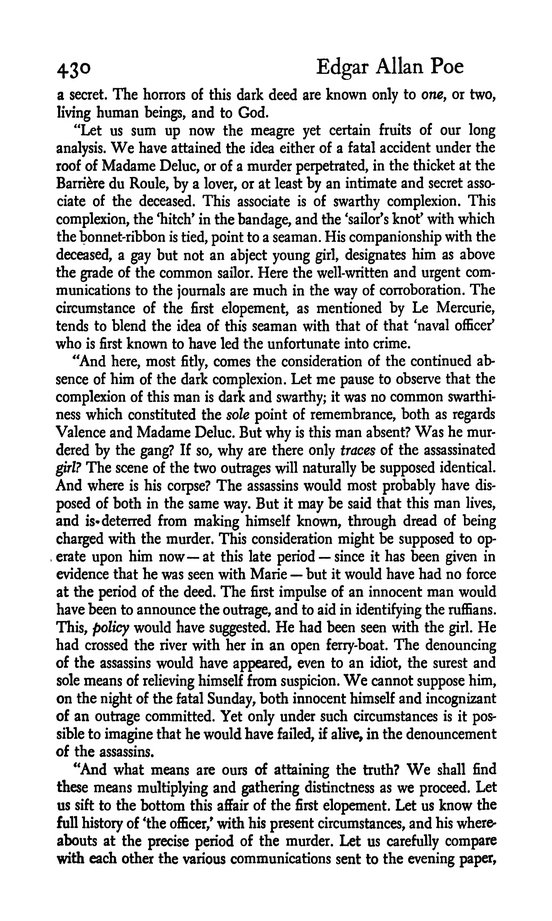 430 Edgar Allan Poe
a secret. The horrors of this dark deed are known only to one, or two,
living human beings, and to God.
“Let us sum up now the meagre yet certain fruits of our long
analysis. We have attained the idea either of a fatal accident under the
roof of Madame Deluc, or of a murder perpetrated, in the thicket at the
Barrière du Roule, by a lover, or at least by an intimate and secret asso-
ciate of the deceased. This associate is of swarthy complexion. This
complexion, the ‘hitch’ in the bandage, and the ‘sailor’s knot’ with which
the bonnet-ribbon is tied, point to a seaman. His companionship with the
deceased, a gay but not an abject young girl, designates him as above
the grade of the common sailor. Here the well-written and urgent com-
munications to the journals are much in the way of corroboration. The
circumstance of the first elopement, as mentioned by Le Mercurie,
tends to blend the idea of this seaman with that of that ‘naval officer’
who is first known to have led the unfortunate into crime.
“And here, most fitly, comes the consideration of the continued ab-
sence of him of the dark complexion. Let me pause to observe that the
complexion of this man is dark and swarthy; it was no common swarthi-
ness which constituted the sole point of remembrance, both as regards
Valence and Madame Deluc. But why is this man absent? Was he mur-
dered by the gang? If so, why are there only traces of the assassinated
girl? The scene of the two outrages will naturally be supposed identical.
And where is his corpse? The assassins would most probably have dis-
posed of both in the same way. But it may be said that this man lives,
and is deterred from making himself known, through dread of being
charged with the murder. This consideration might be supposed to op-
erate upon him now — at this late period — since it has been given in
evidence that he was seen with Marie — but it would have had no force
at the period of the deed. The first impulse of an innocent man would
have been to announce the outrage, and to aid in identifying the ruffians.
This, policy would have suggested. He had been seen with the girl. He
had crossed the river with her in an open ferry-boat. The denouncing
of the assassins would have appeared, even to an idiot, the surest and
sole means of relieving himself from suspicion. We cannot suppose him,
on the night of the fatal Sunday, both innocent himself and incognizant
of an outrage committed. Yet only under such circumstances is it pos-
sible to imagine that he would have failed, if alive, in the denouncement
of the assassins.
“And what means are ours of attaining the truth? We shall find
these means multiplying and gathering distinctness as we proceed. Let
us sift to the bottom this affair of the first elopement. Let us know the
full history of ‘the officer,’ with his present circumstances, and his where-
abouts at the precise period of the murder. Let us carefully compare
with each other the various communications sent to the evening paper,